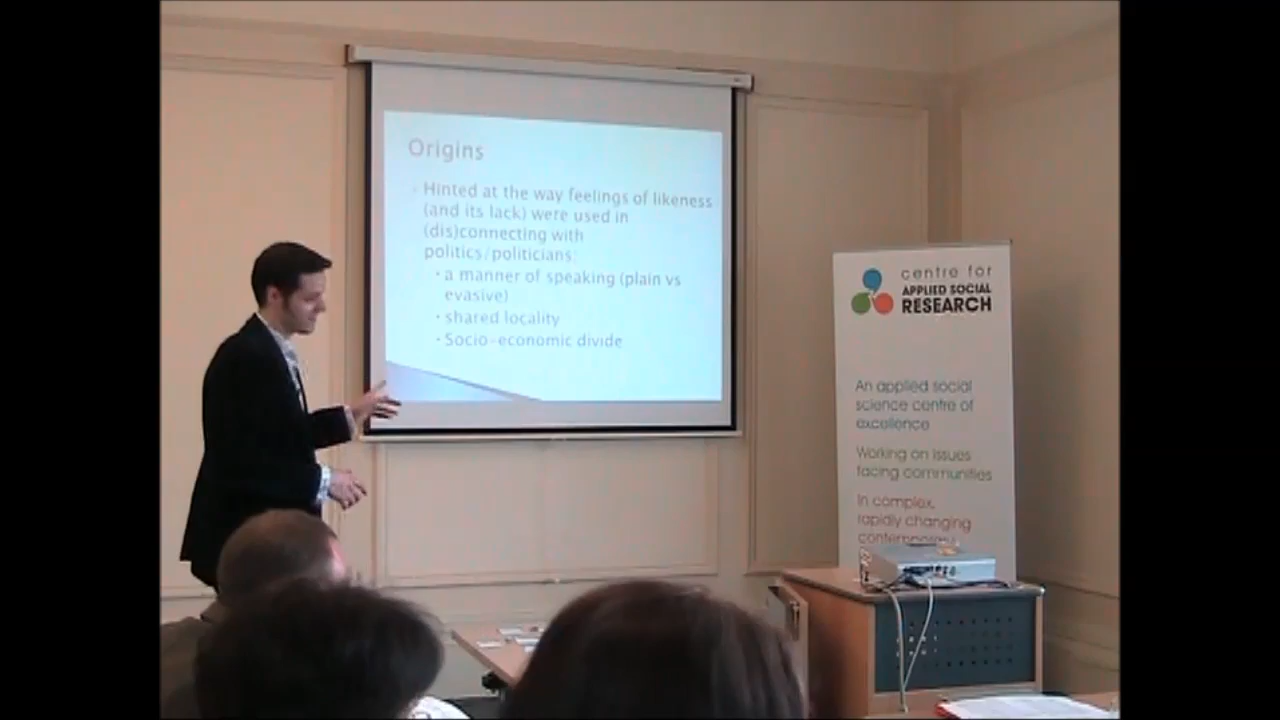 Origins
Hinted at the way feelings of likeness
(and its lack) were used in
(dis)connecting with
politics/politicians:
a manner of speaking (plain vs
evasive)
shared locality
Socio-economic divide
centre for
APPLIED SOCIAL
RESEARCH
An applied social
science centre of
excellence
Working on issues
facing communities
In complex,
rapidly changing
contemporary